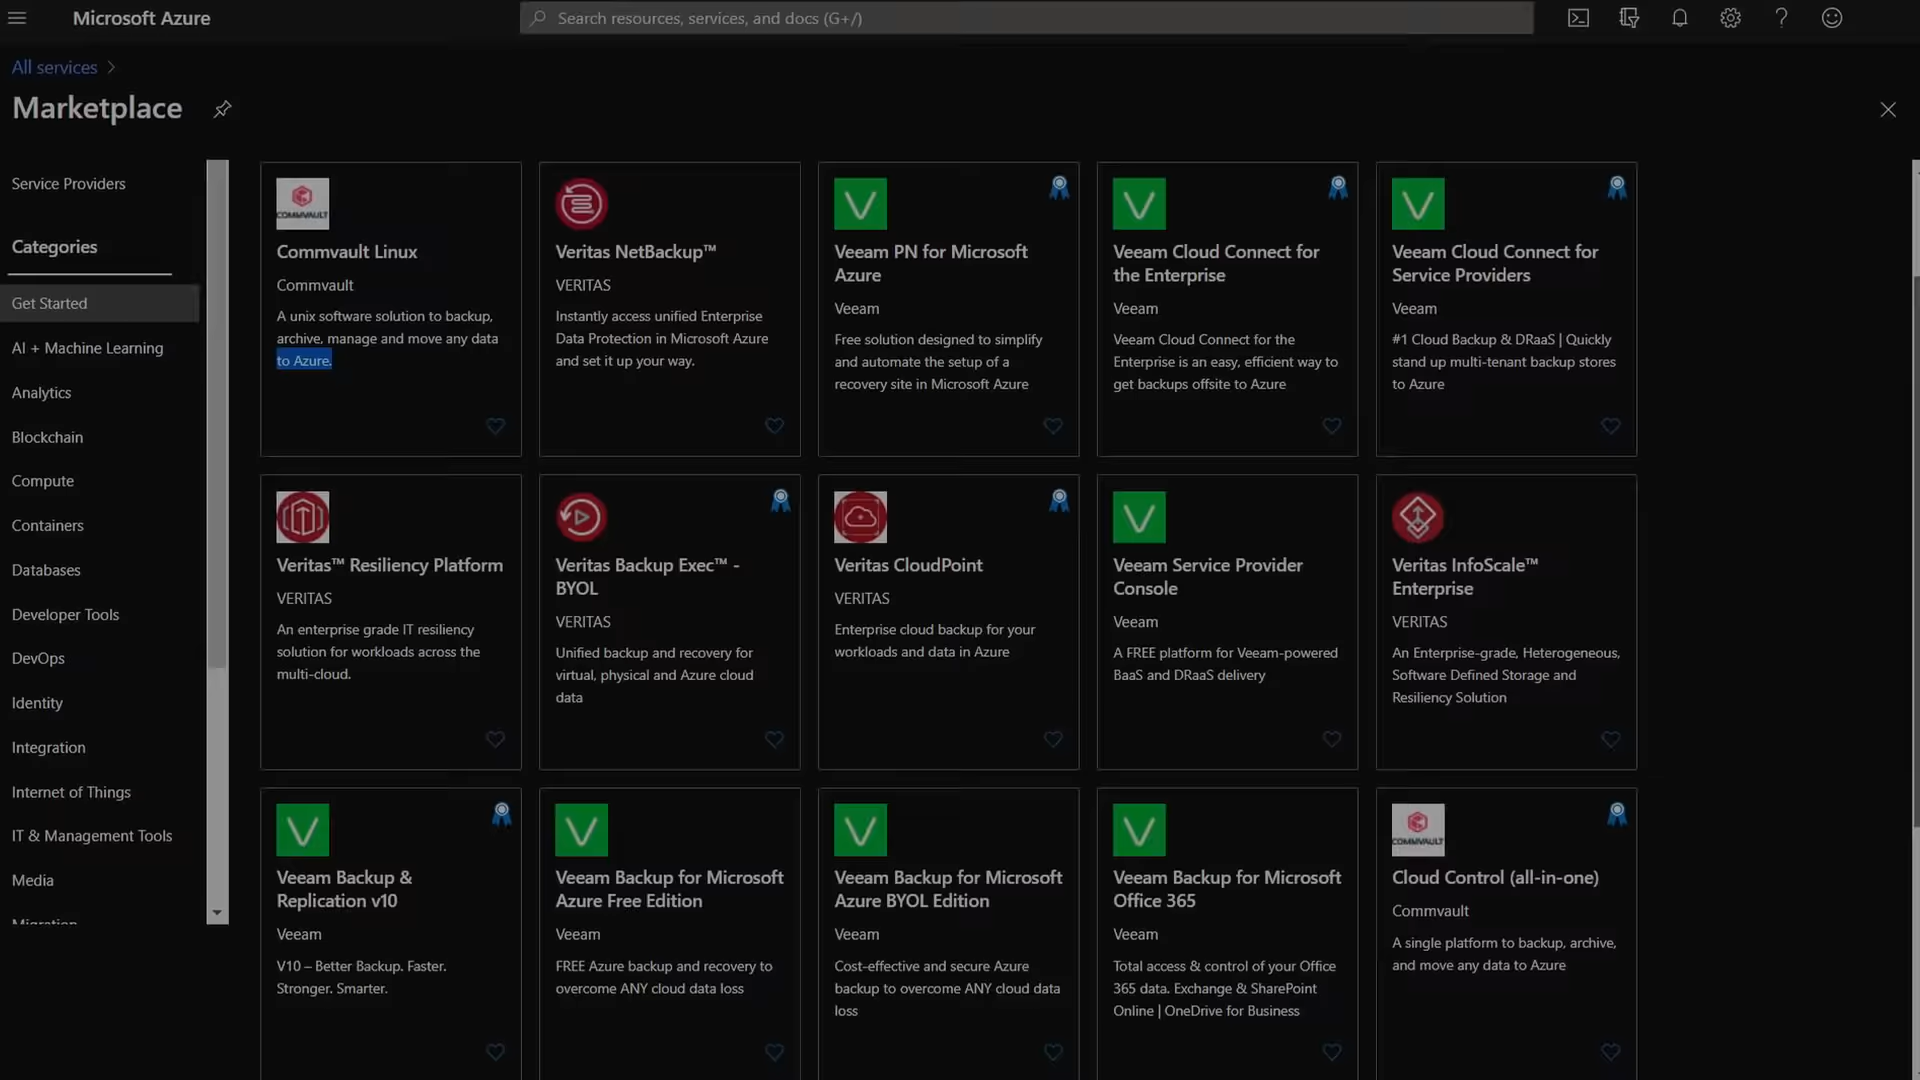 Microsoft Azure
Search resources, services, and docs (G+/)
All services
Marketplace
Service Providers
Categories
Get Started
AI + Machine Learning
Analytics
Blockchain
Compute
Containers
Databases
Developer Tools
DevOps
Identity
Integration
Internet of Things
IT & Management Tools
Media
Migration
COMMVAULT
Commvault Linux
Commvault
A unix software solution to backup,
archive, manage and move any data
to Azure.
Veritas NetBackup™
VERITAS
Instantly access unified Enterprise
Data Protection in Microsoft Azure
and set it up your way.
Veeam PN for Microsoft
Azure
Veeam
Free solution designed to simplify
and automate the setup of a
recovery site in Microsoft Azure
Veeam Cloud Connect for
the Enterprise
Veeam
Veeam Cloud Connect for the
Enterprise is an easy, efficient way to
get backups offsite to Azure
Veeam Cloud Connect for
Service Providers
Veeam
#1 Cloud Backup & DRaaS | Quickly
stand up multi-tenant backup stores
to Azure
Veritas™ Resiliency Platform
VERITAS
An enterprise grade IT resiliency
solution for workloads across the
multi-cloud.
Veritas Backup Exec™ -
BYOL
VERITAS
Unified backup and recovery for
virtual, physical and Azure cloud
data
Veritas CloudPoint
VERITAS
Enterprise cloud backup for your
workloads and data in Azure
Veeam Service Provider
Console
Veeam
A FREE platform for Veeam-powered
BaaS and DRaaS delivery
Veritas InfoScale™
Enterprise
VERITAS
An Enterprise-grade, Heterogeneous,
Software Defined Storage and
Resiliency Solution
Veeam Backup &
Replication v10
Veeam
V10 – Better Backup. Faster.
Stronger. Smarter.
Veeam Backup for Microsoft
Azure Free Edition
Veeam
FREE Azure backup and recovery to
overcome ANY cloud data loss
Veeam Backup for Microsoft
Azure BYOL Edition
Veeam
Cost-effective and secure Azure
backup to overcome ANY cloud data
loss
Veeam Backup for Microsoft
Office 365
Veeam
Total access & control of your Office
365 data. Exchange & SharePoint
Online | OneDrive for Business
COMMVAULT
Cloud Control (all-in-one)
Commvault
A single platform to backup, archive,
and move any data to Azure